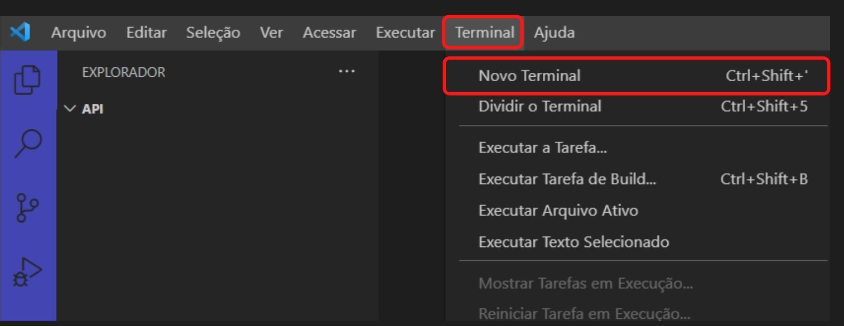 Arquivo Editar Seleção Ver Acessar Executar Terminal Ajuda
EXPLORADOR ...
API
Novo Terminal Ctrl+Shift+'
Dividir o Terminal Ctrl+Shift+5
Executar a Tarefa...
Executar Tarefa de Build... Ctrl+Shift+B
Executar Arquivo Ativo
Executar Texto Selecionado
Mostrar Tarefas em Execução...
Reiniciar Tarefa em Execução...